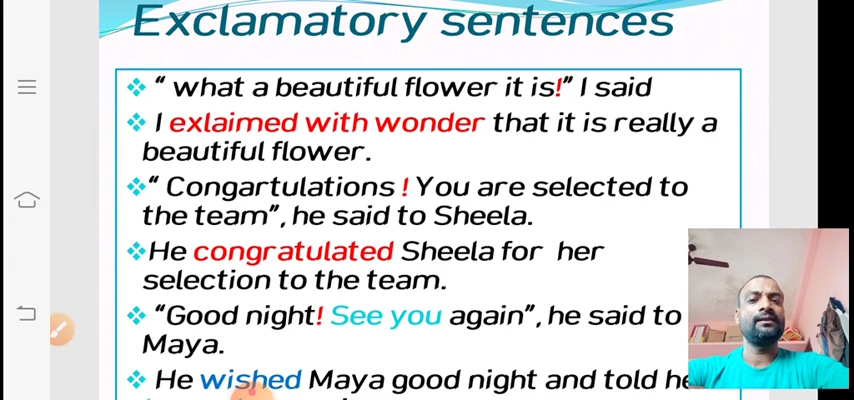 Exclamatory sentences
“ what a beautiful flower it is!” I said
I exlaimed with wonder that it is really a
beautiful flower.
“ Congartulations ! You are selected to
the team”, he said to Sheela.
He congratulated Sheela for her
selection to the team.
“Good night! See you again”, he said to
Maya.
He wished Maya good night and told